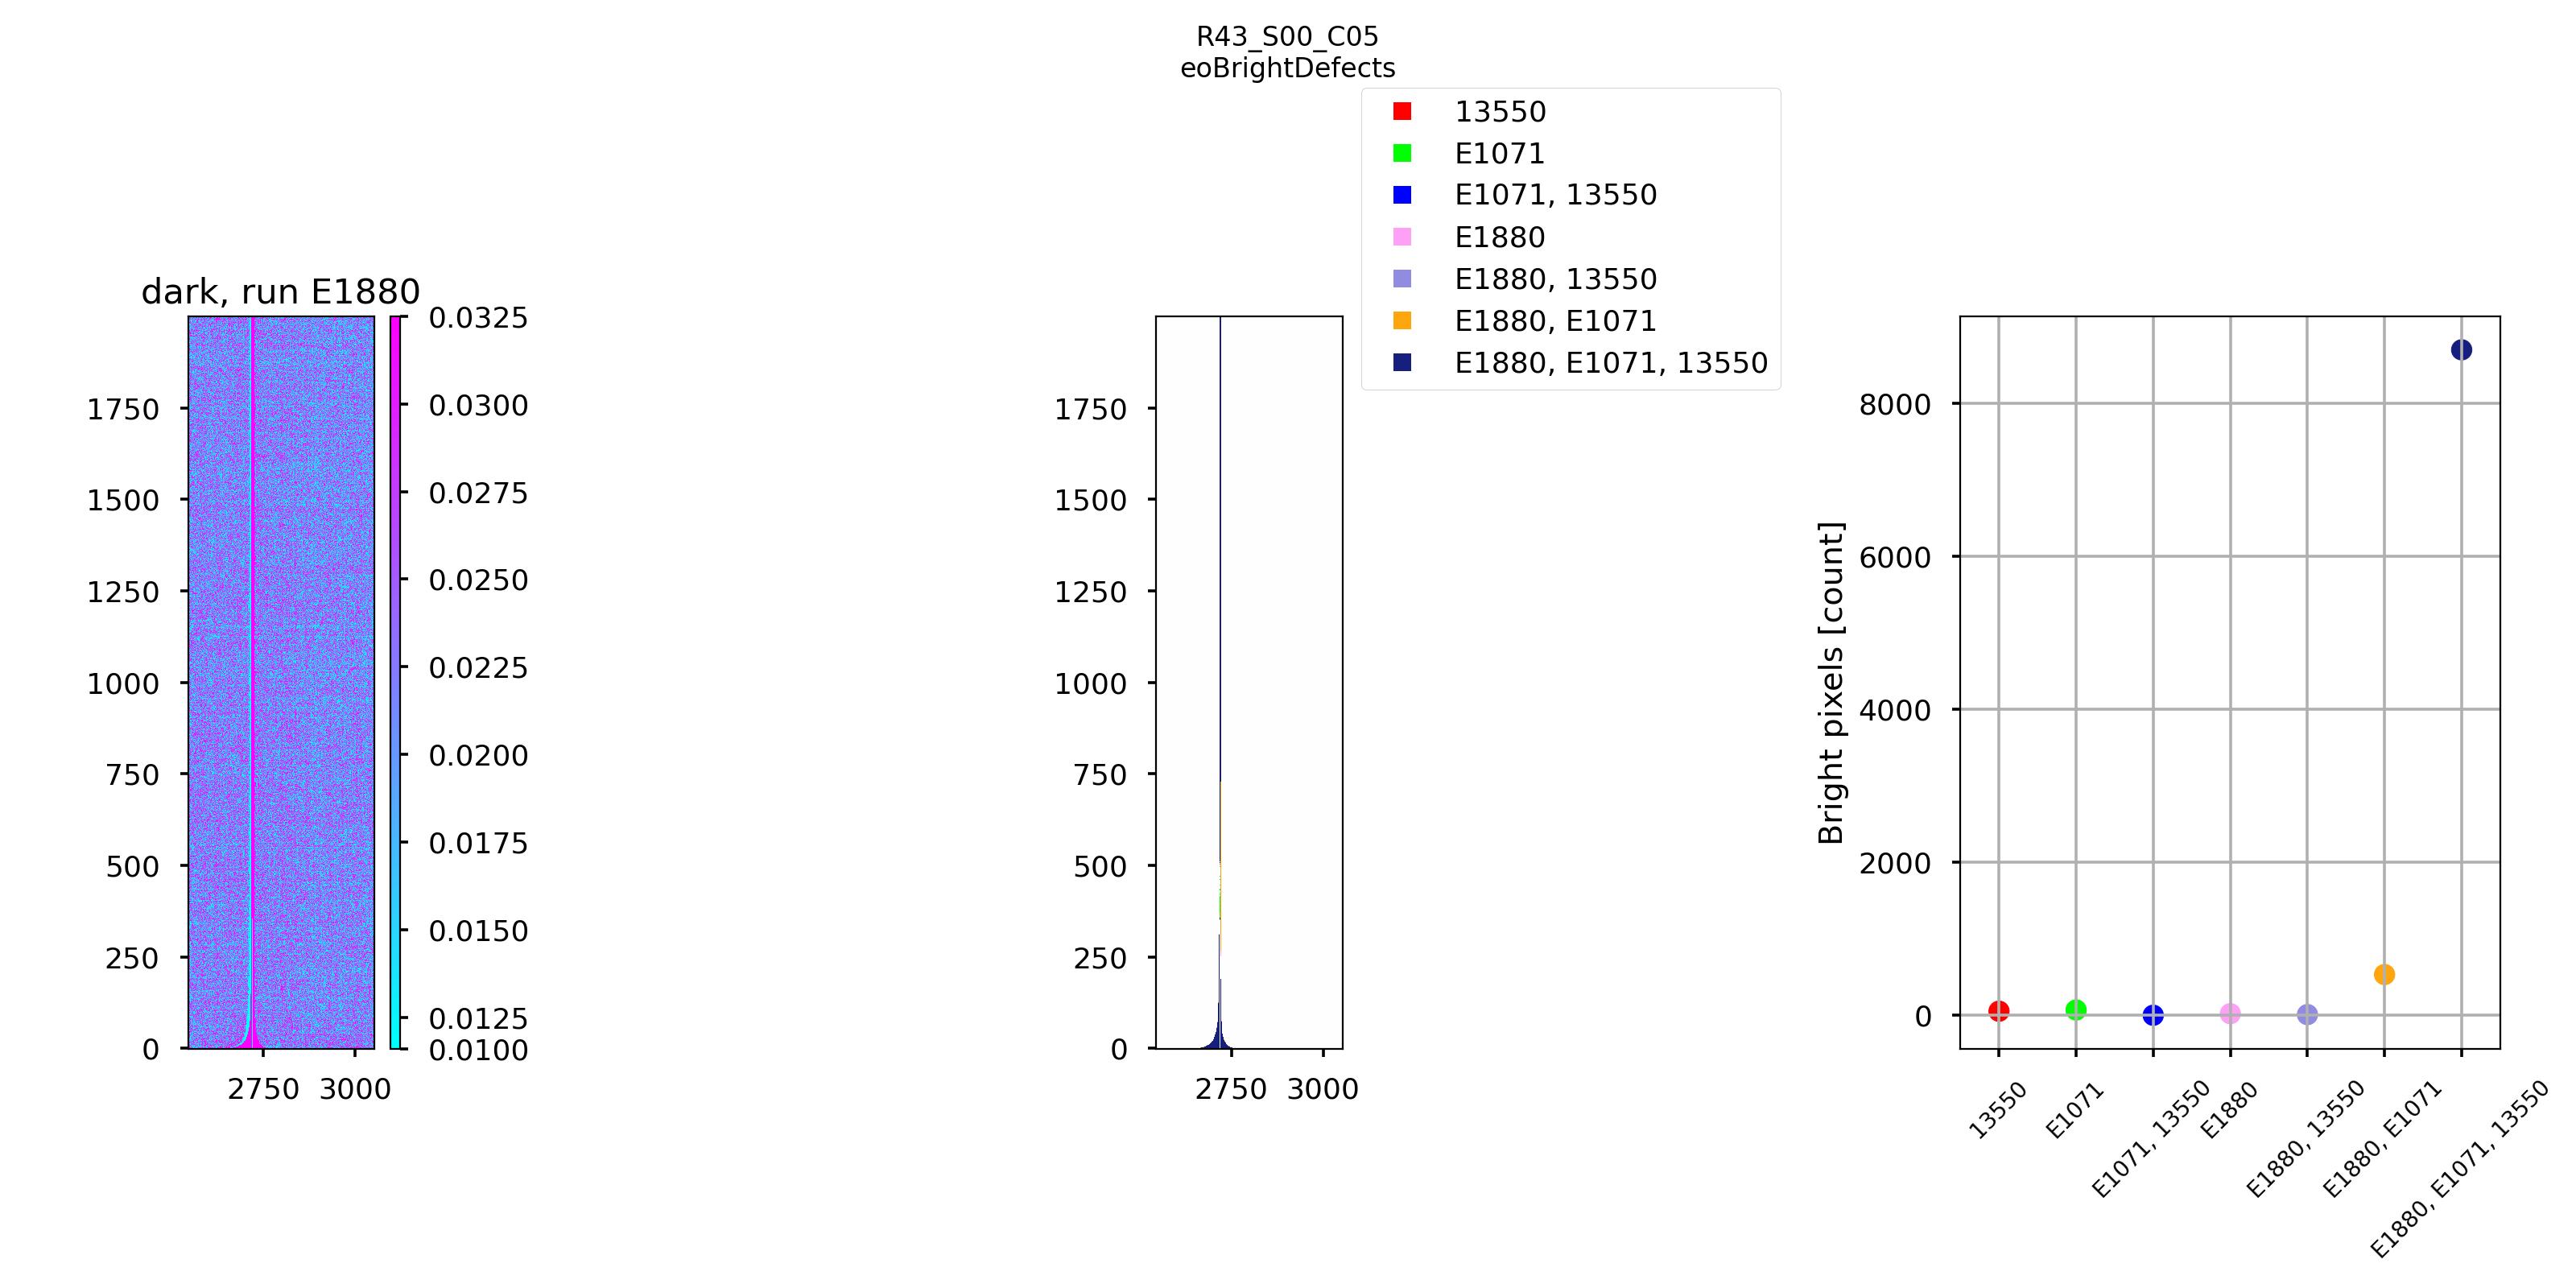 R43_S00_C05
eoBrightDefects
13550
E1071
E1071, 13550
E1880
E1880, 13550
E1880, E1071
E1880, E1071, 13550
dark, run E1880
1750
1500
1250
1000
750
500
250
0
2750 3000
0.0325
0.0300
0.0275
0.0250
0.0225
0.0200
0.0175
0.0150
0.0125
0.0100
1750
1500
1250
1000
750
500
250
0
2750 3000
Bright pixels [count]
8000
6000
4000
2000
0
13550
E1071
E1071, 13550
E1880
E1880, 13550
E1880, E1071
E1880, E1071, 13550